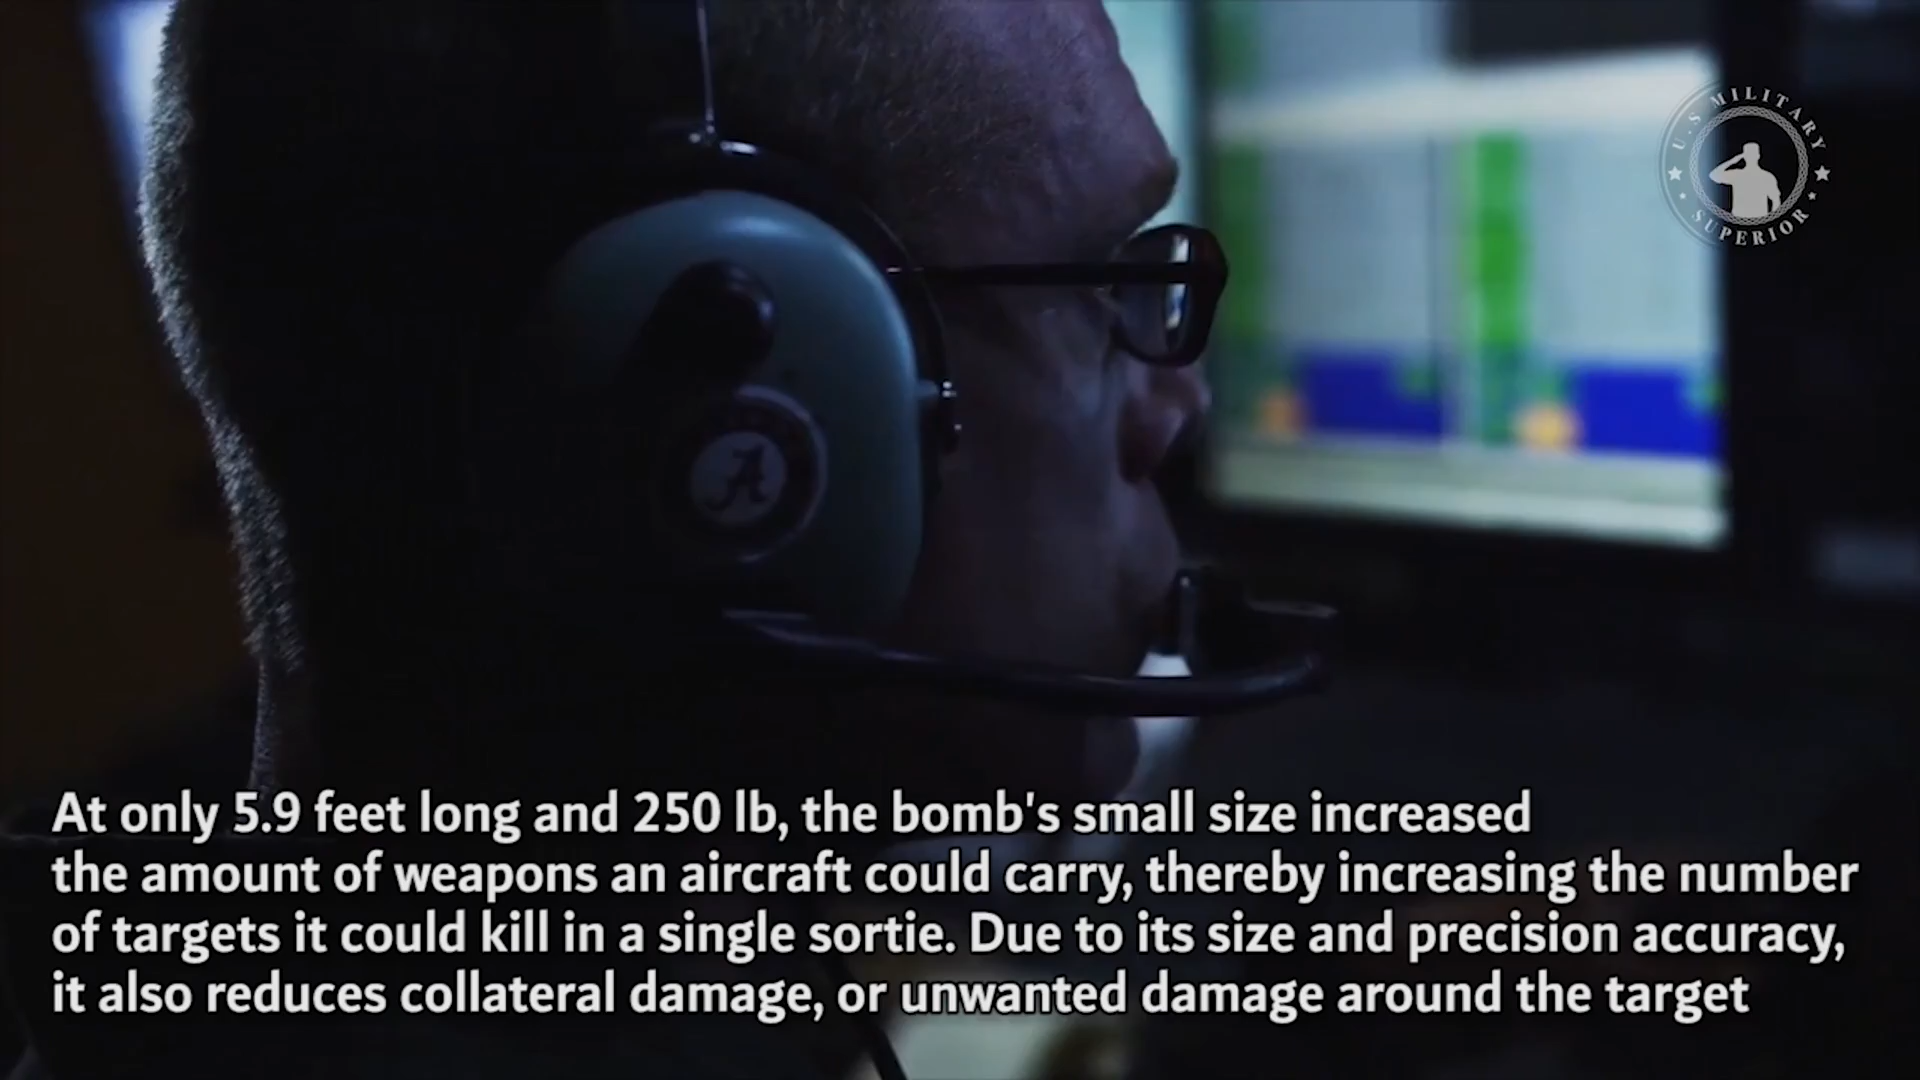 U.S MILITARY
SUPERIOR
A
At only 5.9 feet long and 250 lb, the bomb's small size increased
the amount of weapons an aircraft could carry, thereby increasing the number
of targets it could kill in a single sortie. Due to its size and precision accuracy,
it also reduces collateral damage, or unwanted damage around the target